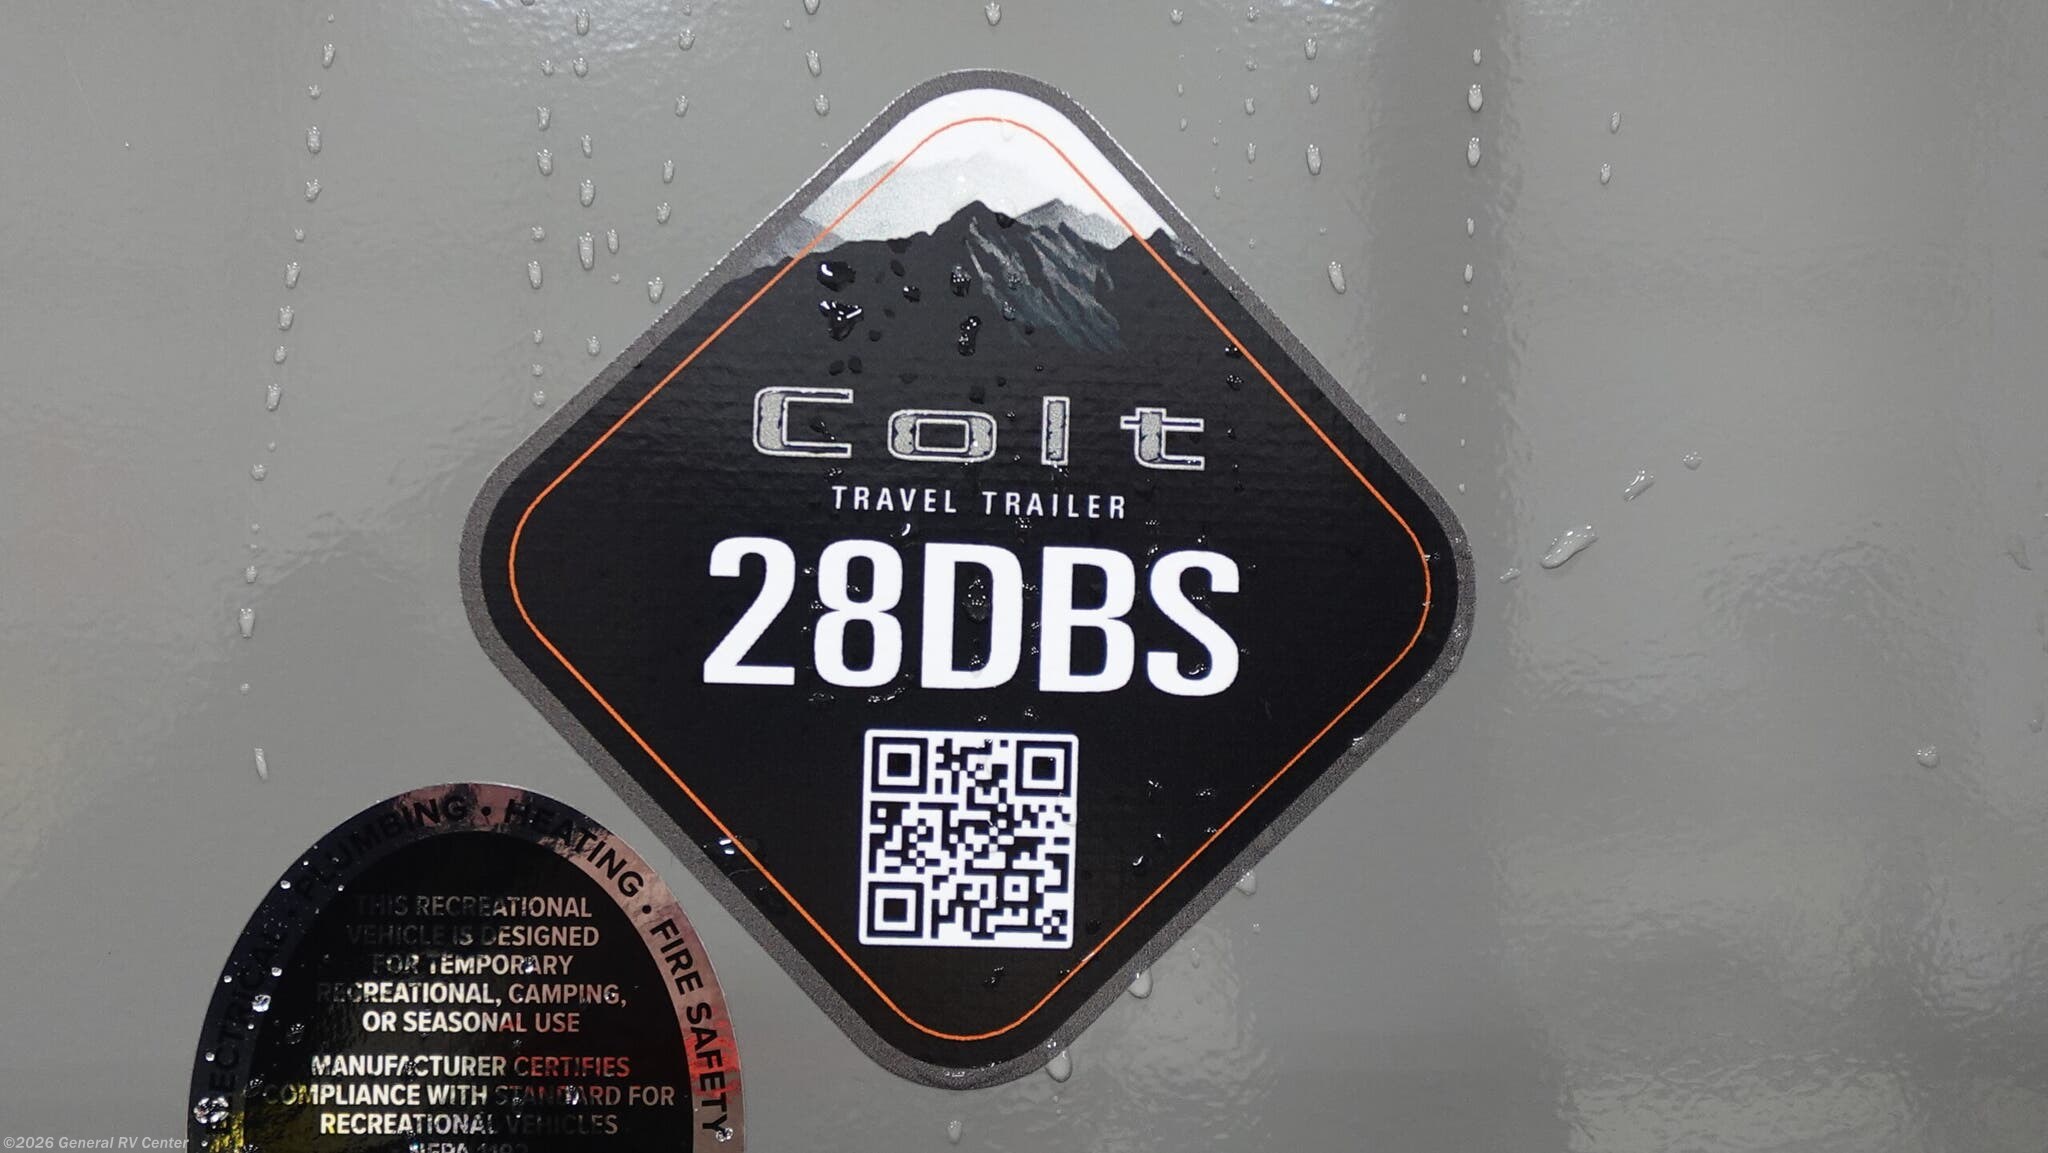 Colt
TRAVEL TRAILER
28DBS
ELECTRICAL • PLUMBING • HEATING • FIRE SAFETY
THIS RECREATIONAL
VEHICLE IS DESIGNED
FOR TEMPORARY
RECREATIONAL, CAMPING,
OR SEASONAL USE
MANUFACTURER CERTIFIES
COMPLIANCE WITH STANDARD FOR
RECREATIONAL VEHICLES
©2026 General RV Center